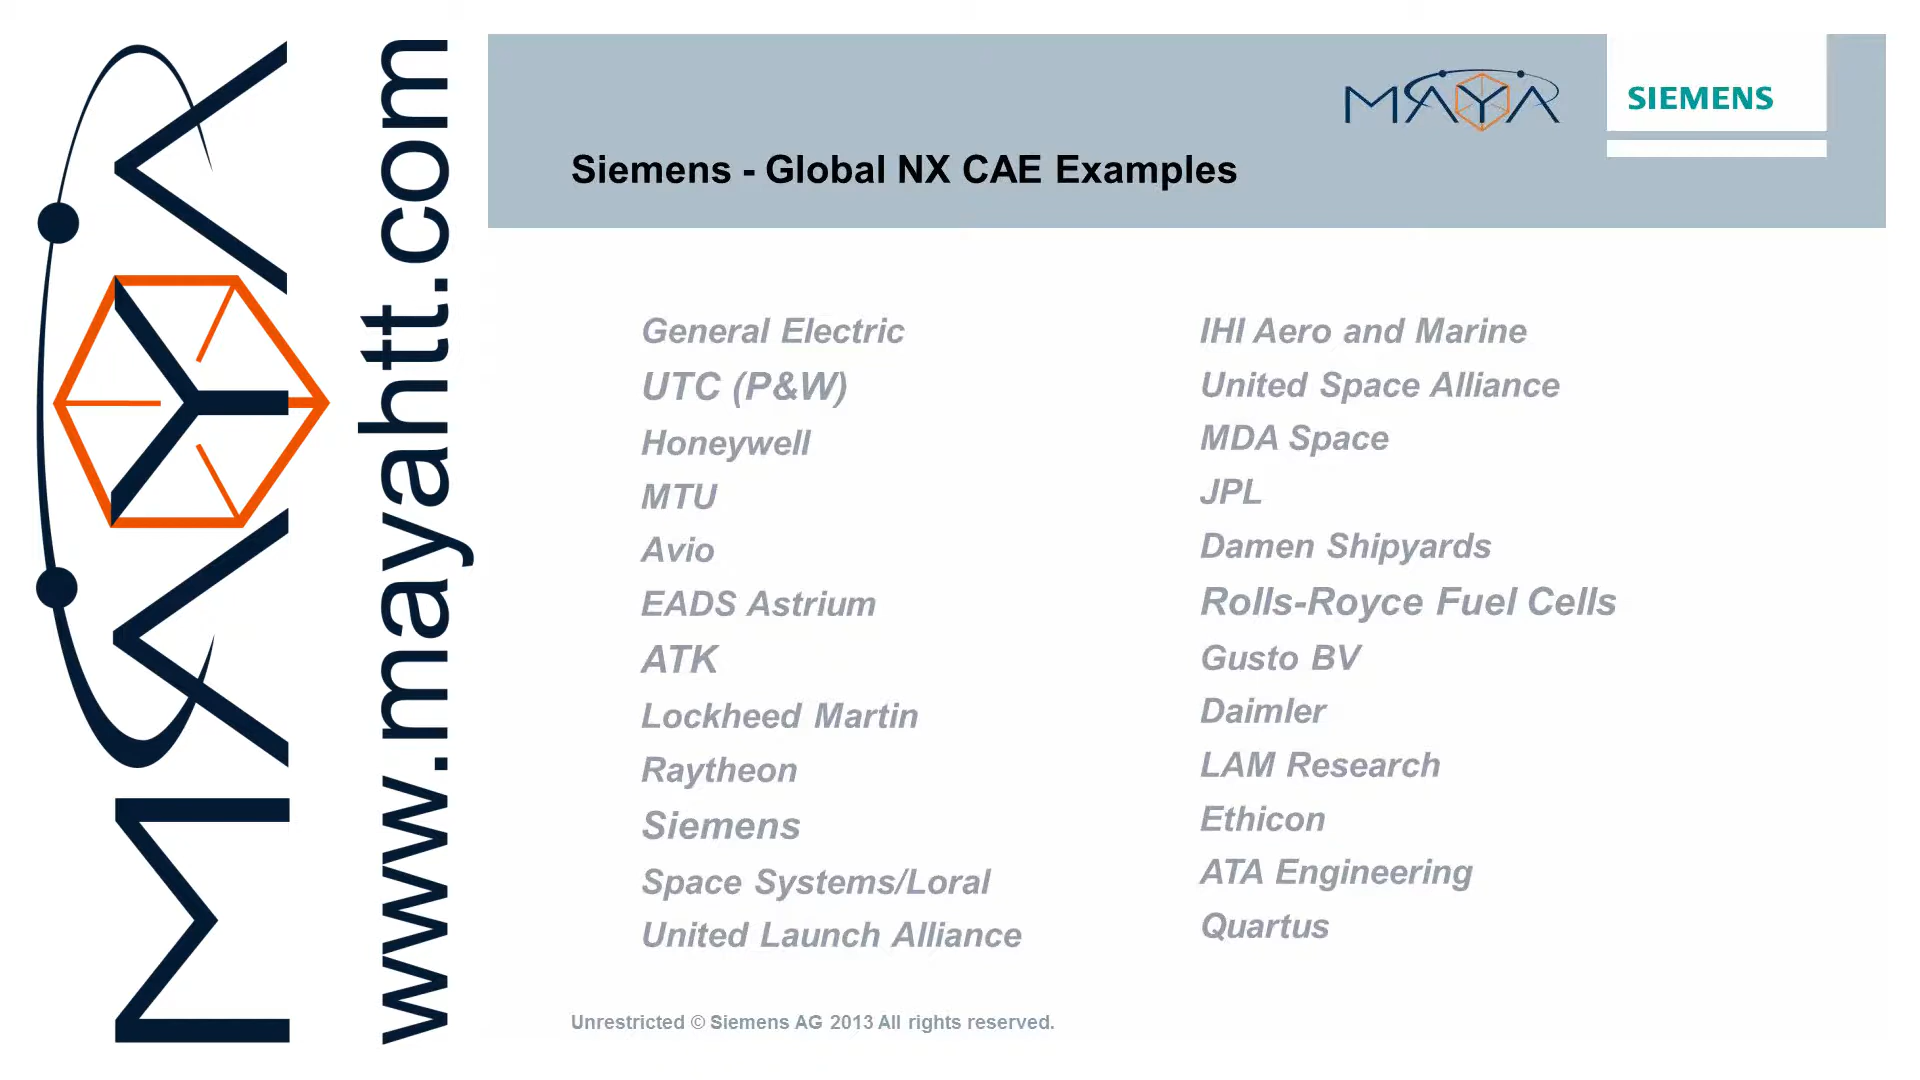 MAYA
www.mayahtt.com
MAYA
SIEMENS
Siemens - Global NX CAE Examples
General Electric
UTC (P&W)
Honeywell
MTU
Avio
EADS Astrium
ATK
Lockheed Martin
Raytheon
Siemens
Space Systems/Loral
United Launch Alliance
IHI Aero and Marine
United Space Alliance
MDA Space
JPL
Damen Shipyards
Rolls-Royce Fuel Cells
Gusto BV
Daimler
LAM Research
Ethicon
ATA Engineering
Quartus
Unrestricted © Siemens AG 2013 All rights reserved.